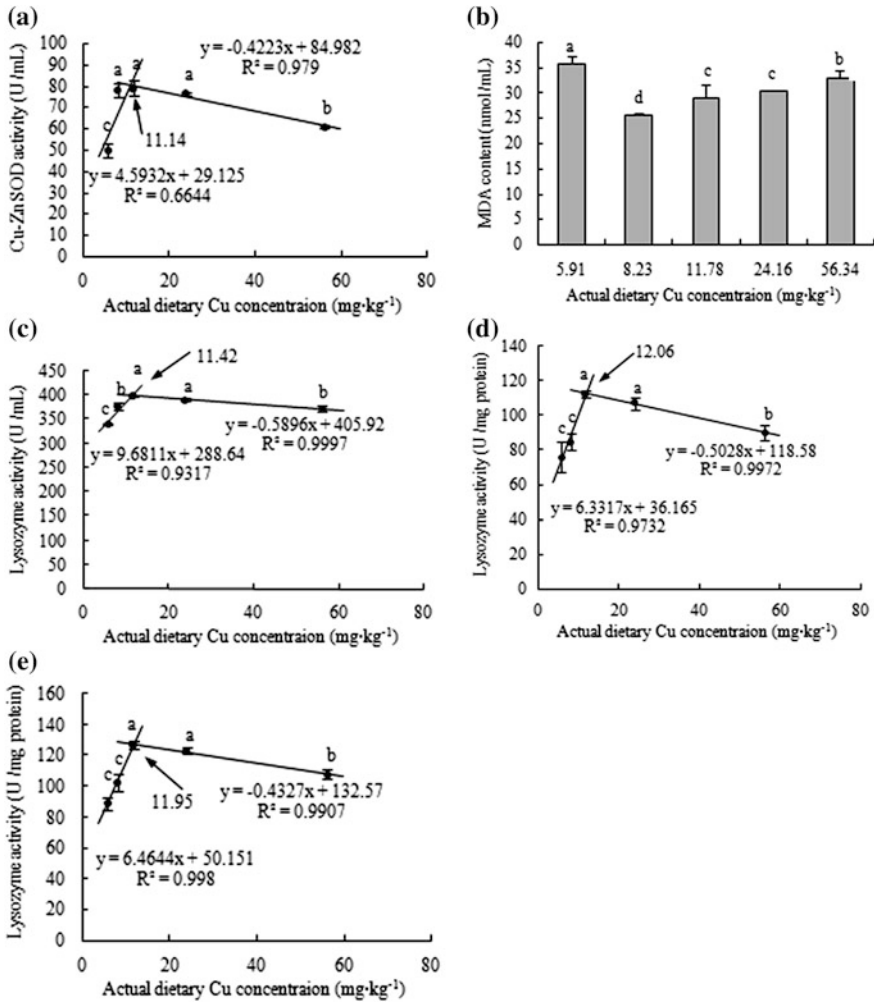 (a)
100
90
80
70
60
50
40
30
20
10
0
Cu-Zn SOD activity (U /mL)
a
a
a
b
c
y = -0.4223x + 84.982
R² = 0.979
11.14
y = 4.5932x + 29.125
R² = 0.6644
0 20 40 60 80
Actual dietary Cu concentraion (mg·kg⁻¹)
(b)
40
35
30
25
20
15
10
5
0
MDA content (nmol /mL)
a
d
c
c
b
5.91 8.23 11.78 24.16 56.34
Actual dietary Cu concentraion (mg·kg⁻¹)
(c)
450
400
350
300
250
200
150
100
50
0
Lysozyme activity (U /mL)
c
b
a
a
b
11.42
y = -0.5896x + 405.92
R² = 0.9997
y = 9.6811x + 288.64
R² = 0.9317
0 20 40 60 80
Actual dietary Cu concentraion (mg·kg⁻¹)
(d)
140
120
100
80
60
40
20
0
Lysozyme activity (U /mg protein)
c
c
a
a
b
12.06
y = -0.5028x + 118.58
R² = 0.9972
y = 6.3317x + 36.165
R² = 0.9732
0 20 40 60 80
Actual dietary Cu concentraion (mg·kg⁻¹)
(e)
160
140
120
100
80
60
40
20
0
Lysozyme activity (U /mg protein)
c
c
a
a
b
11.95
y = -0.4327x + 132.57
R² = 0.9907
y = 6.4644x + 50.151
R² = 0.998
0 20 40 60 80
Actual dietary Cu concentraion (mg·kg⁻¹)